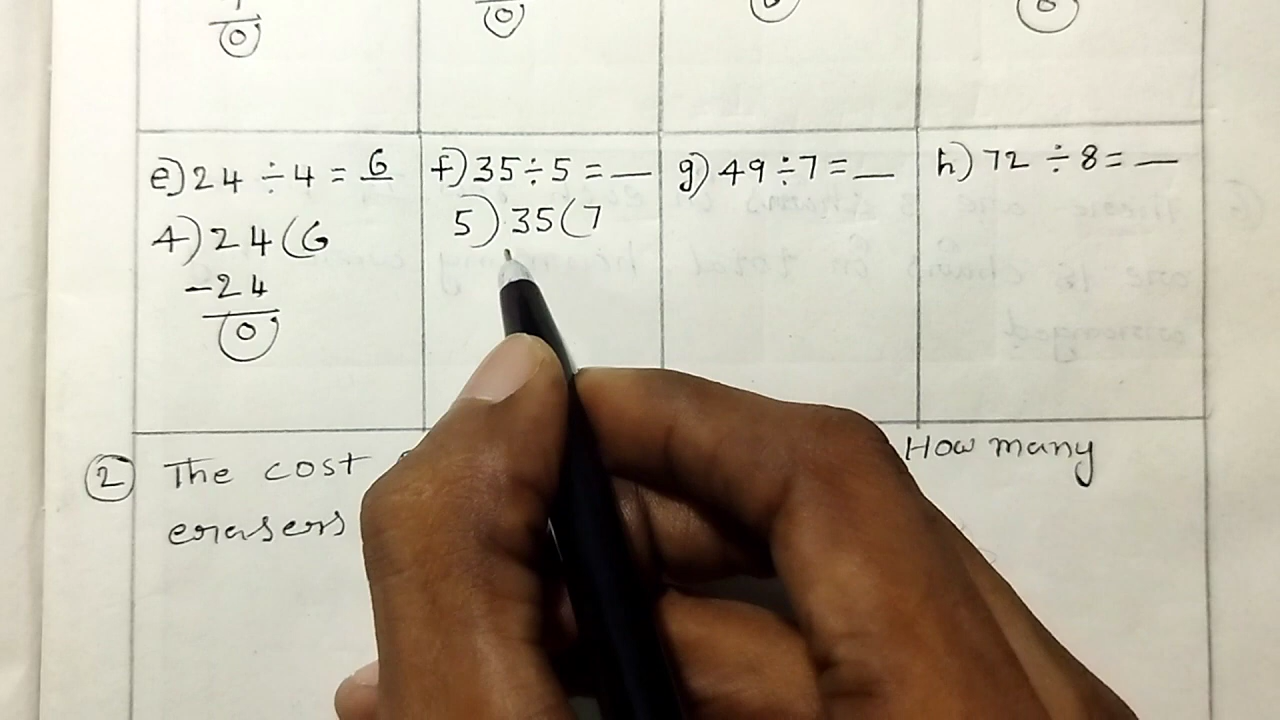 0 0 0
e) 24 ÷ 4 = 6 f) 35 ÷ 5 = __ g) 49 ÷ 7 = __ h) 72 ÷ 8 = __
4) 24 (6 5) 35 (7
-24
0
2 The cost How many
erasers